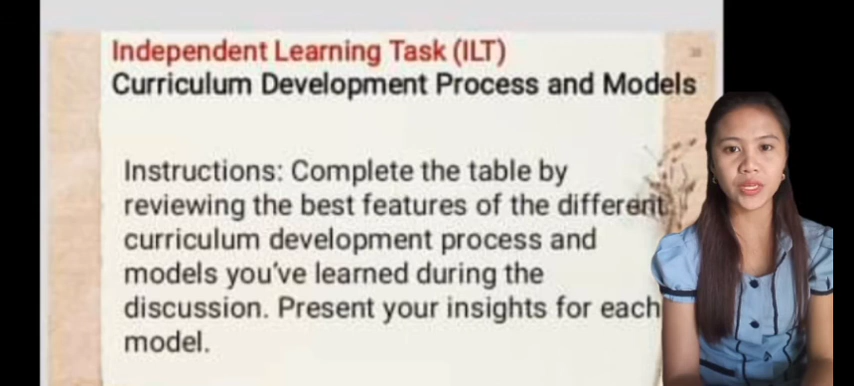 Independent Learning Task (ILT)
Curriculum Development Process and Models
Instructions: Complete the table by
reviewing the best features of the different
curriculum development process and
models you've learned during the
discussion. Present your insights for each
model.